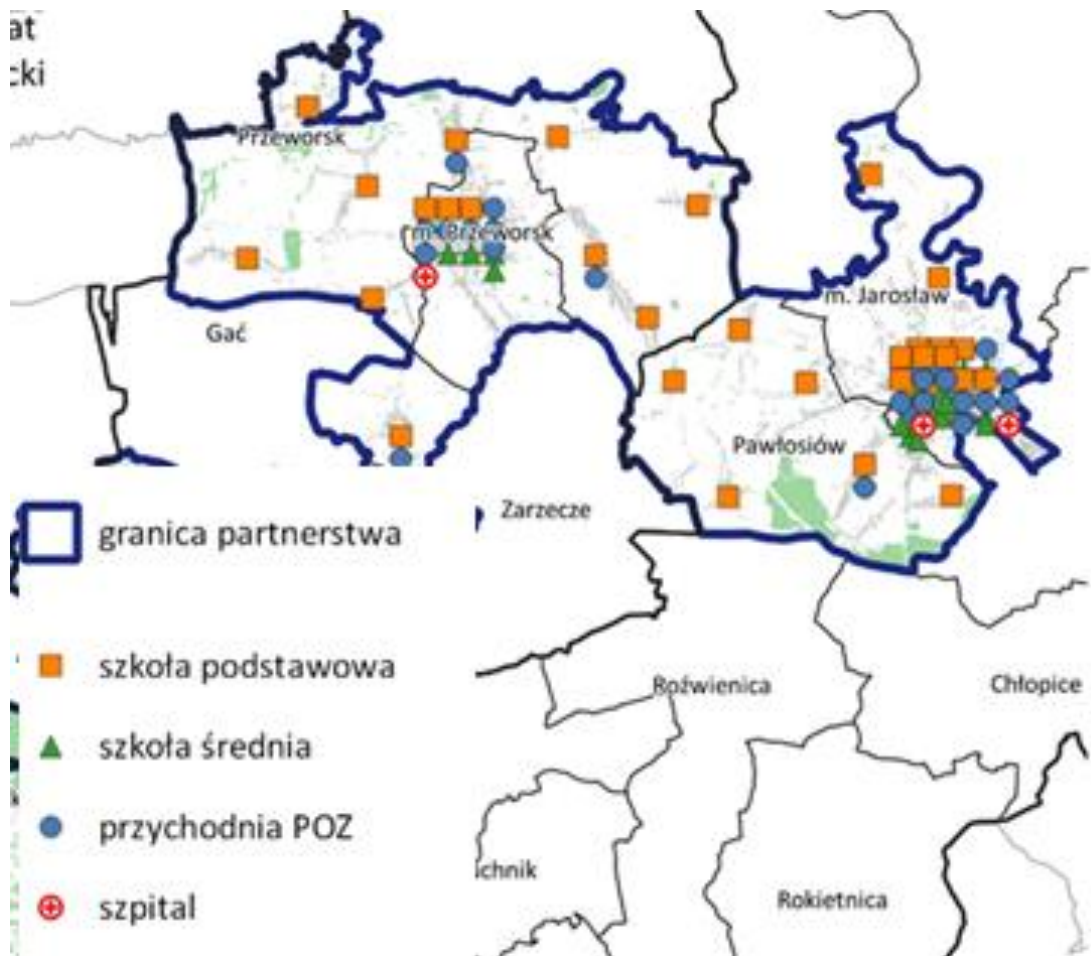 at
cki
Przeworsk
m. Przeworsk
m. Jarosław
Gać
Pawłosiów
Zarzecze
granica partnerstwa
szkoła podstawowa
Roźwienica
Chłopice
szkoła średnia
przychodnia POZ
chnik
Rokietnica
szpital